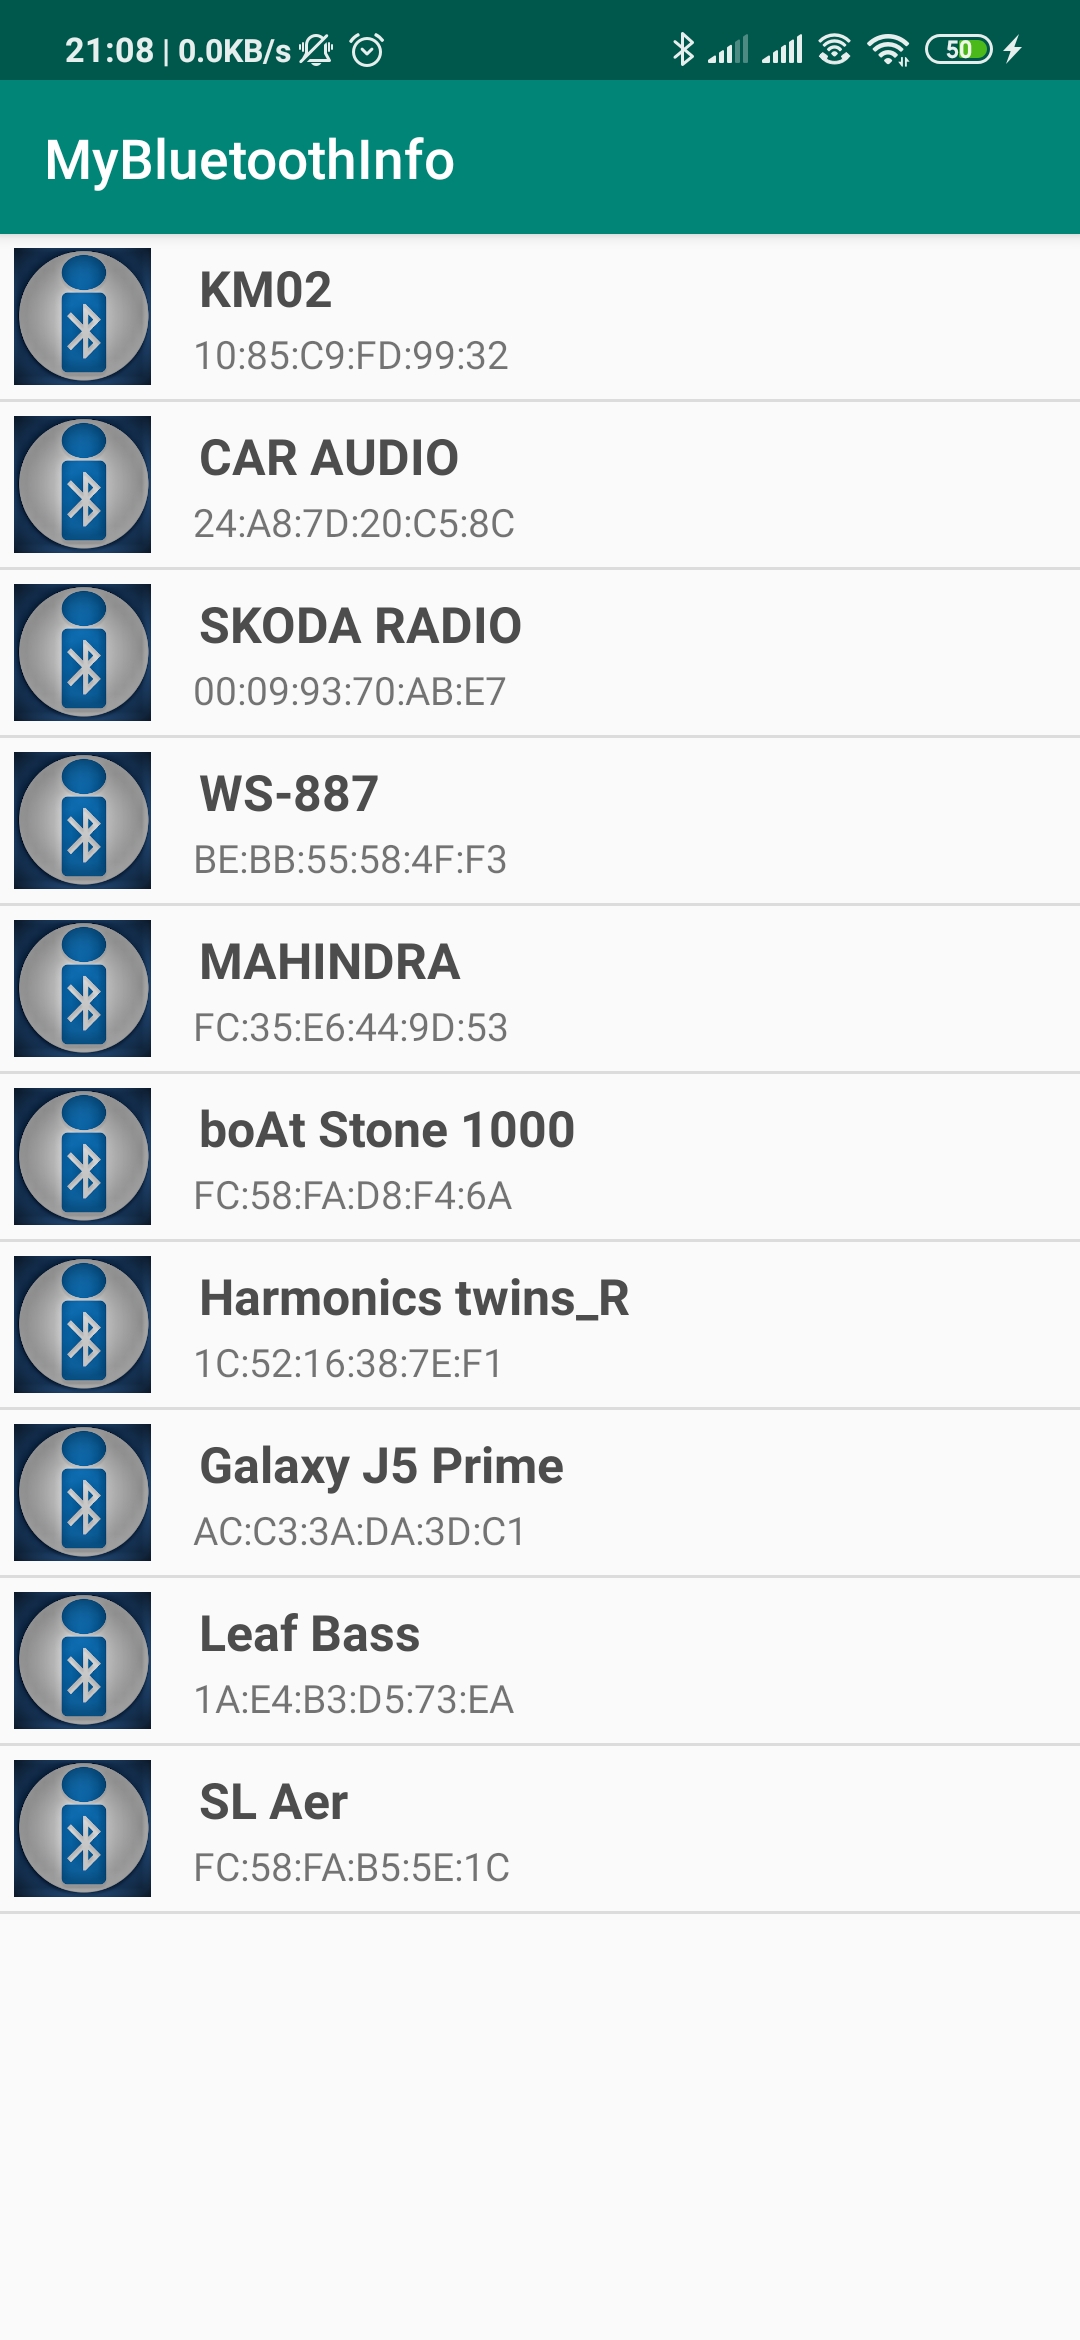 21:08 | 0.0KB/s 50
MyBluetoothInfo
KM02
10:85:C9:FD:99:32
CAR AUDIO
24:A8:7D:20:C5:8C
SKODA RADIO
00:09:93:70:AB:E7
WS-887
BE:BB:55:58:4F:F3
MAHINDRA
FC:35:E6:44:9D:53
boAt Stone 1000
FC:58:FA:D8:F4:6A
Harmonics twins_R
1C:52:16:38:7E:F1
Galaxy J5 Prime
AC:C3:3A:DA:3D:C1
Leaf Bass
1A:E4:B3:D5:73:EA
SL Aer
FC:58:FA:B5:5E:1C